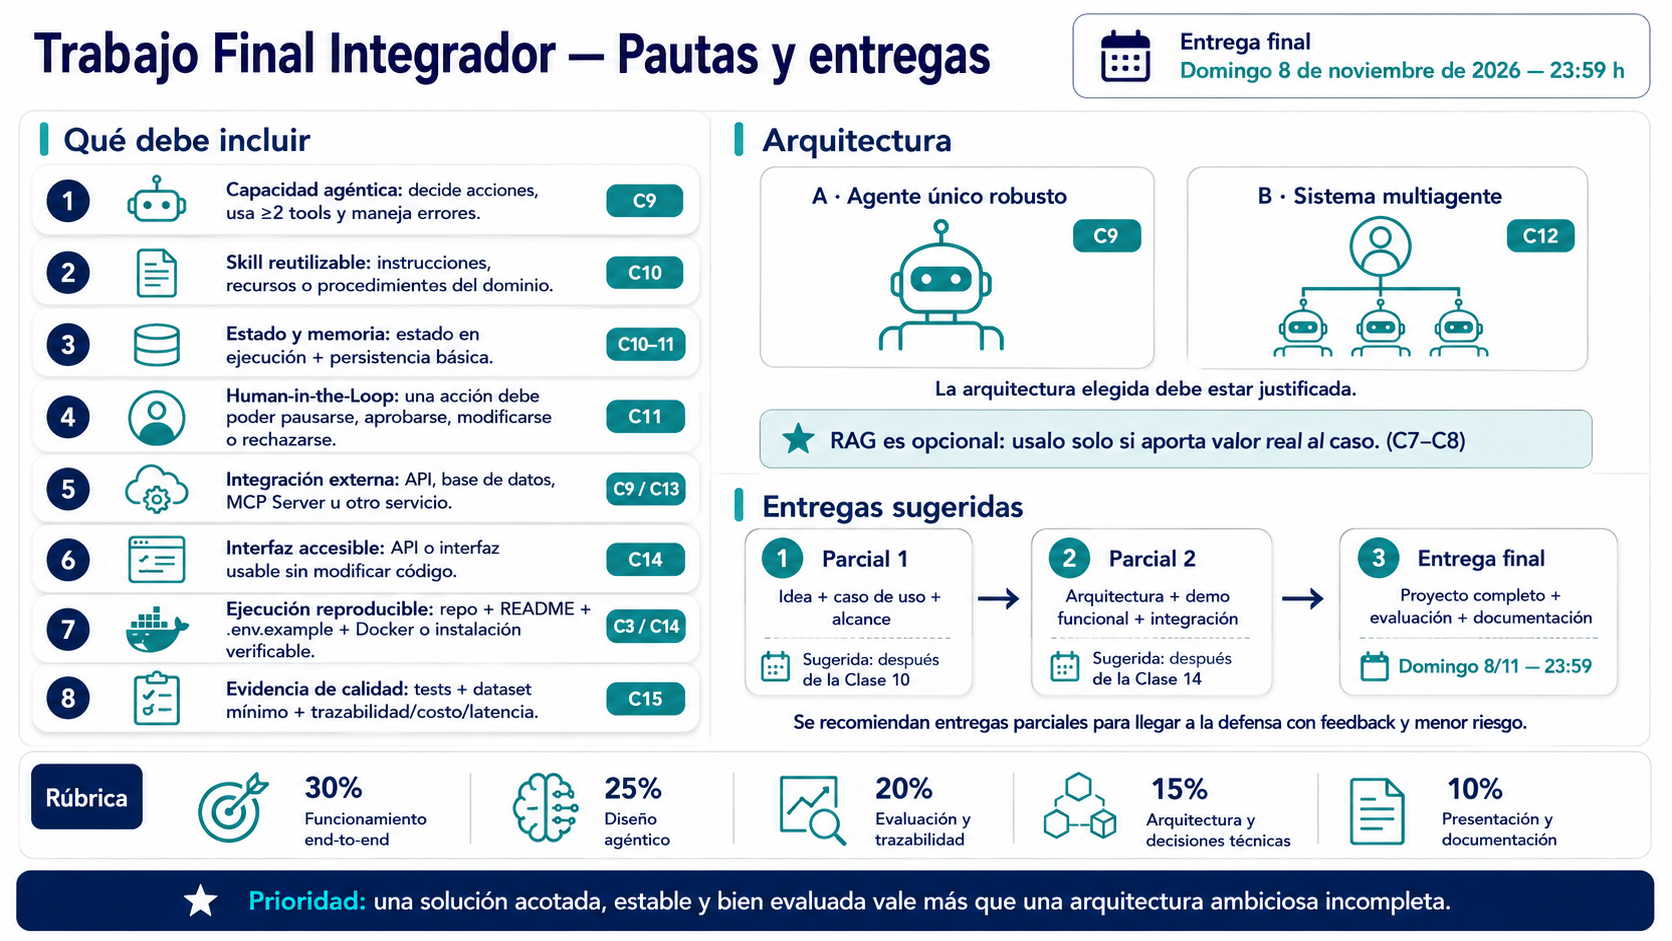 Trabajo Final Integrador — Pautas y entregas
Entrega final
Domingo 8 de noviembre de 2026 — 23:59 h
Qué debe incluir
1
Capacidad agéntica: decide acciones,
usa ≥2 tools y maneja errores.
C9
2
Skill reutilizable: instrucciones,
recursos o procedimientos del dominio.
C10
3
Estado y memoria: estado en
ejecución + persistencia básica.
C10–11
4
Human-in-the-Loop: una acción debe
poder pausarse, aprobarse, modificarse
o rechazarse.
C11
5
Integración externa: API, base de datos,
MCP Server u otro servicio.
C9 / C13
6
Interfaz accesible: API o interfaz
usable sin modificar código.
C14
7
Ejecución reproducible: repo + README +
.env.example + Docker o instalación
verificable.
C3 / C14
8
Evidencia de calidad: tests + dataset
mínimo + trazabilidad/costo/latencia.
C15
Arquitectura
A · Agente único robusto
C9
B · Sistema multiagente
C12
La arquitectura elegida debe estar justificada.
RAG es opcional: usalo solo si aporta valor real al caso. (C7–C8)
Entregas sugeridas
1 Parcial 1
Idea + caso de uso +
alcance
Sugerida: después
de la Clase 10
2 Parcial 2
Arquitectura + demo
funcional + integración
Sugerida: después
de la Clase 14
3 Entrega final
Proyecto completo +
evaluación + documentación
Domingo 8/11 — 23:59
Se recomiendan entregas parciales para llegar a la defensa con feedback y menor riesgo.
Rúbrica
30%
Funcionamiento
end-to-end
25%
Diseño
agéntico
20%
Evaluación y
trazabilidad
15%
Arquitectura y
decisiones técnicas
10%
Presentación y
documentación
Prioridad: una solución acotada, estable y bien evaluada vale más que una arquitectura ambiciosa incompleta.